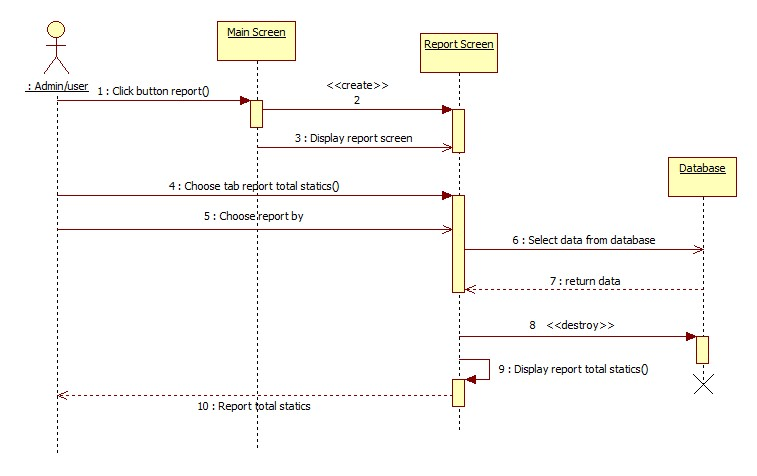 Main Screen
Report Screen
: Admin/user
1 : Click button report()
<<create>>
2
3 : Display report screen
Database
4 : Choose tab report total statics()
5 : Choose report by
6 : Select data from database
7 : return data
8 <<destroy>>
9 : Display report total statics()
10 : Report total statics